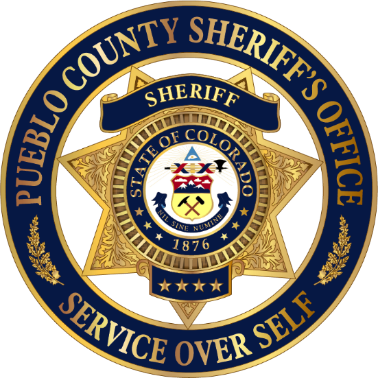 PUEBLO COUNTY SHERIFF'S OFFICE
SHERIFF
STATE OF COLORADO
NIL SINE NUMINE
1876
SERVICE OVER SELF